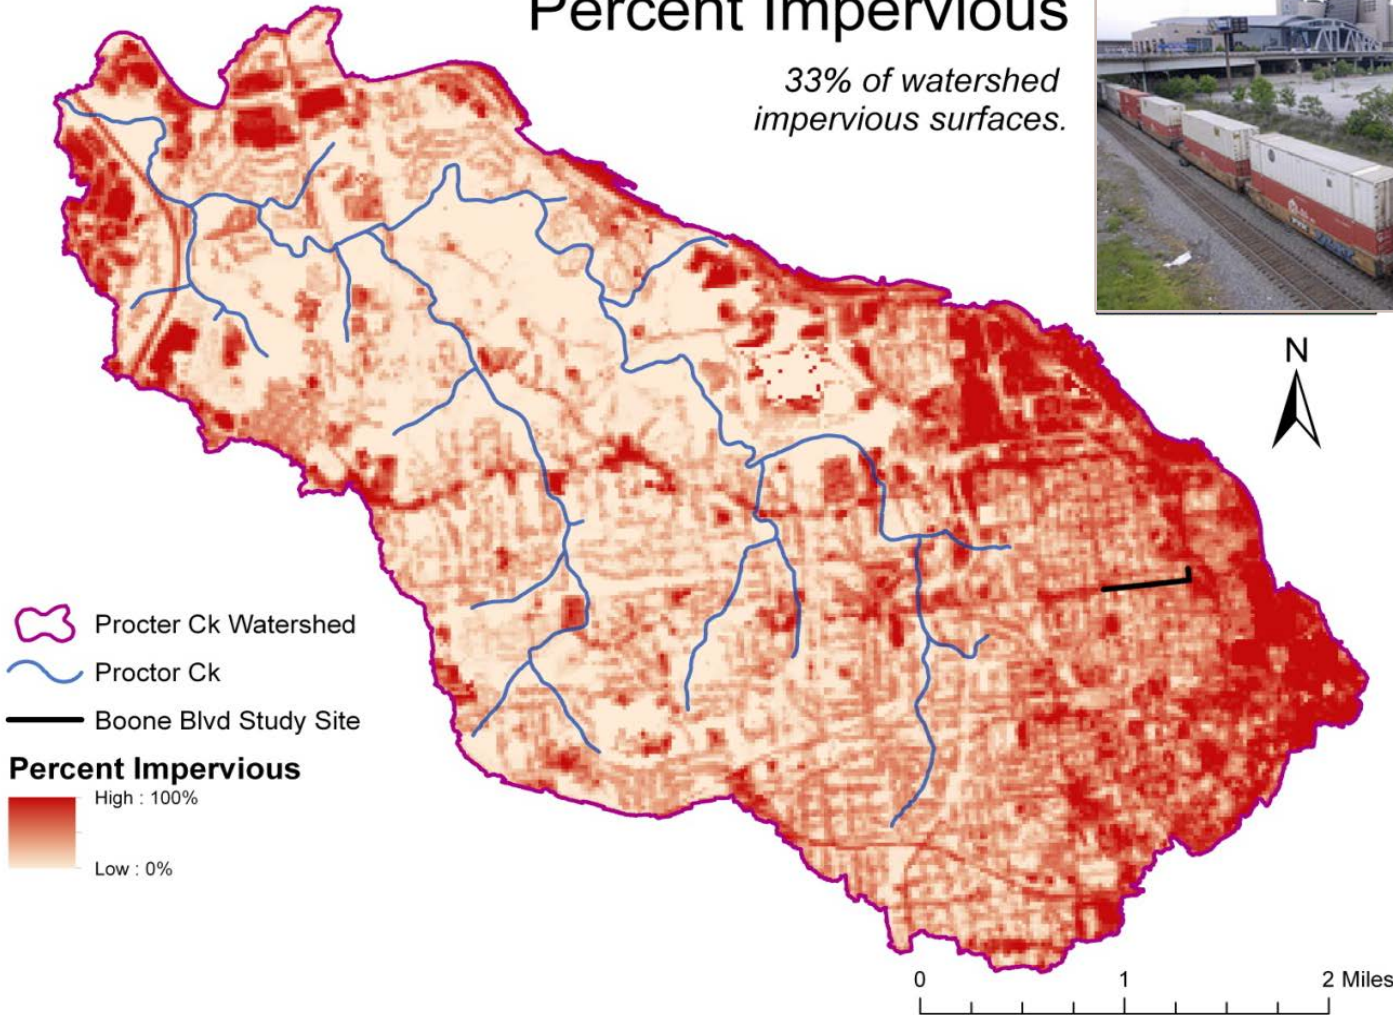 Percent Impervious
33% of watershed
impervious surfaces.
N
Procter Ck Watershed
Proctor Ck
Boone Blvd Study Site
Percent Impervious
High : 100%
Low : 0%
0 1 2 Miles